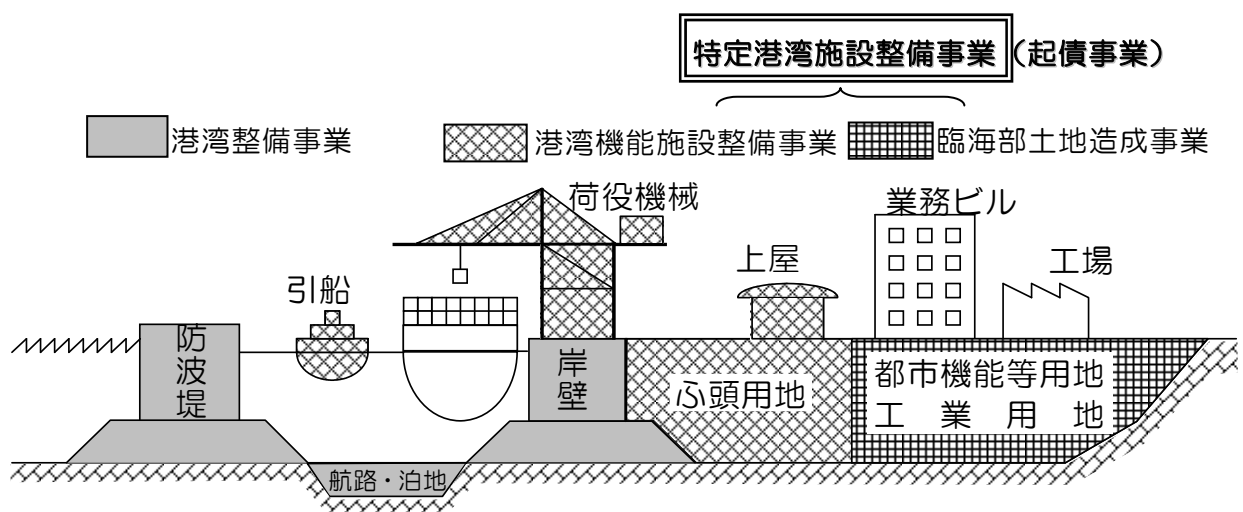 特定港湾施設整備事業(起債事業)
港湾整備事業
港湾機能施設整備事業
臨海部土地造成事業
荷役機械
業務ビル
上屋
工場
引船
防波堤
岸壁
ふ頭用地
都市機能等用地
工業用地
航路・泊地